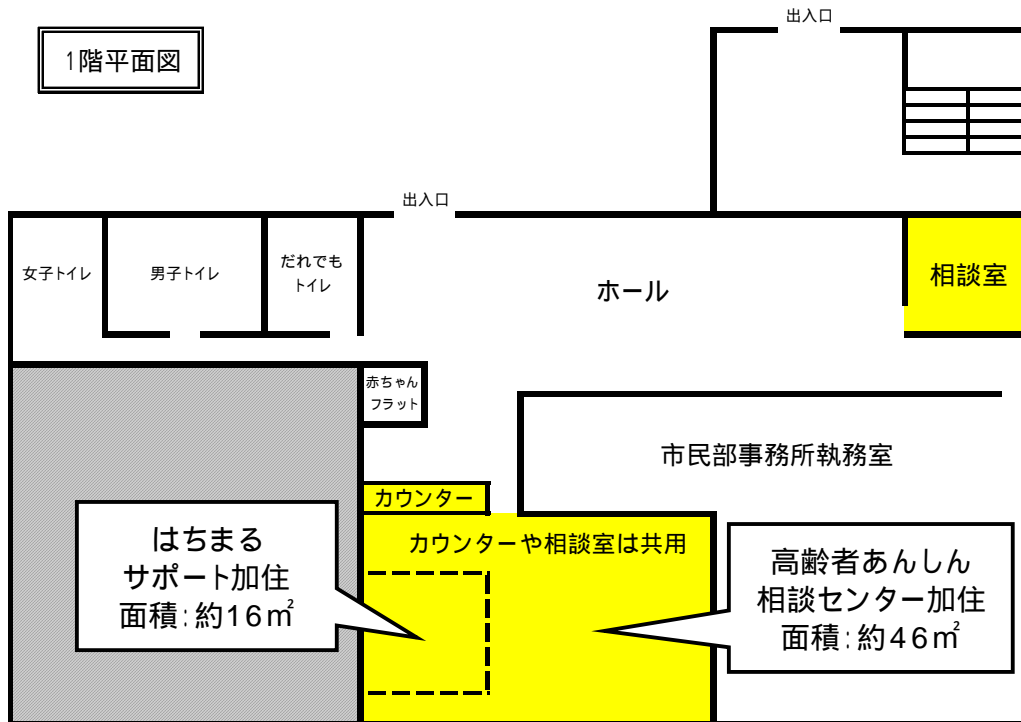 出入口
1階平面図
出入口
女子トイレ
男子トイレ
だれでも
トイレ
ホール
相談室
赤ちゃん
フラット
市民部事務所執務室
カウンター
カウンターや相談室は共用
はちまる
サポート加住
面積:約16㎡
高齢者あんしん
相談センター加住
面積:約46㎡